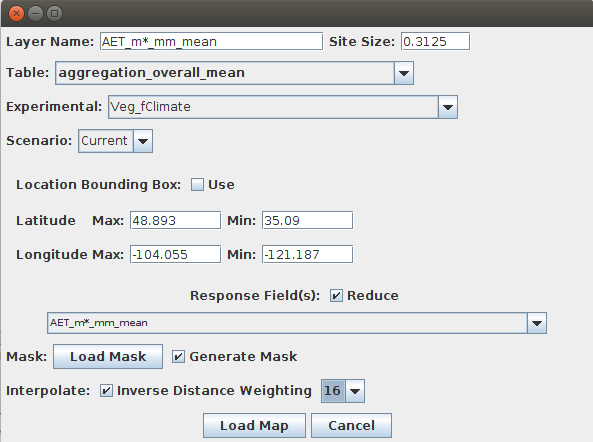 Layer Name: AET_m*_mm_mean Site Size: 0.3125
Table: aggregation_overall_mean
Experimental: Veg_fClimate
Scenario: Current
Location Bounding Box: Use
Latitude Max: 48.893 Min: 35.09
Longitude Max: -104.055 Min: -121.187
Response Field(s): Reduce
AET_m*_mm_mean
Mask: Load Mask Generate Mask
Interpolate: Inverse Distance Weighting 16
Load Map Cancel